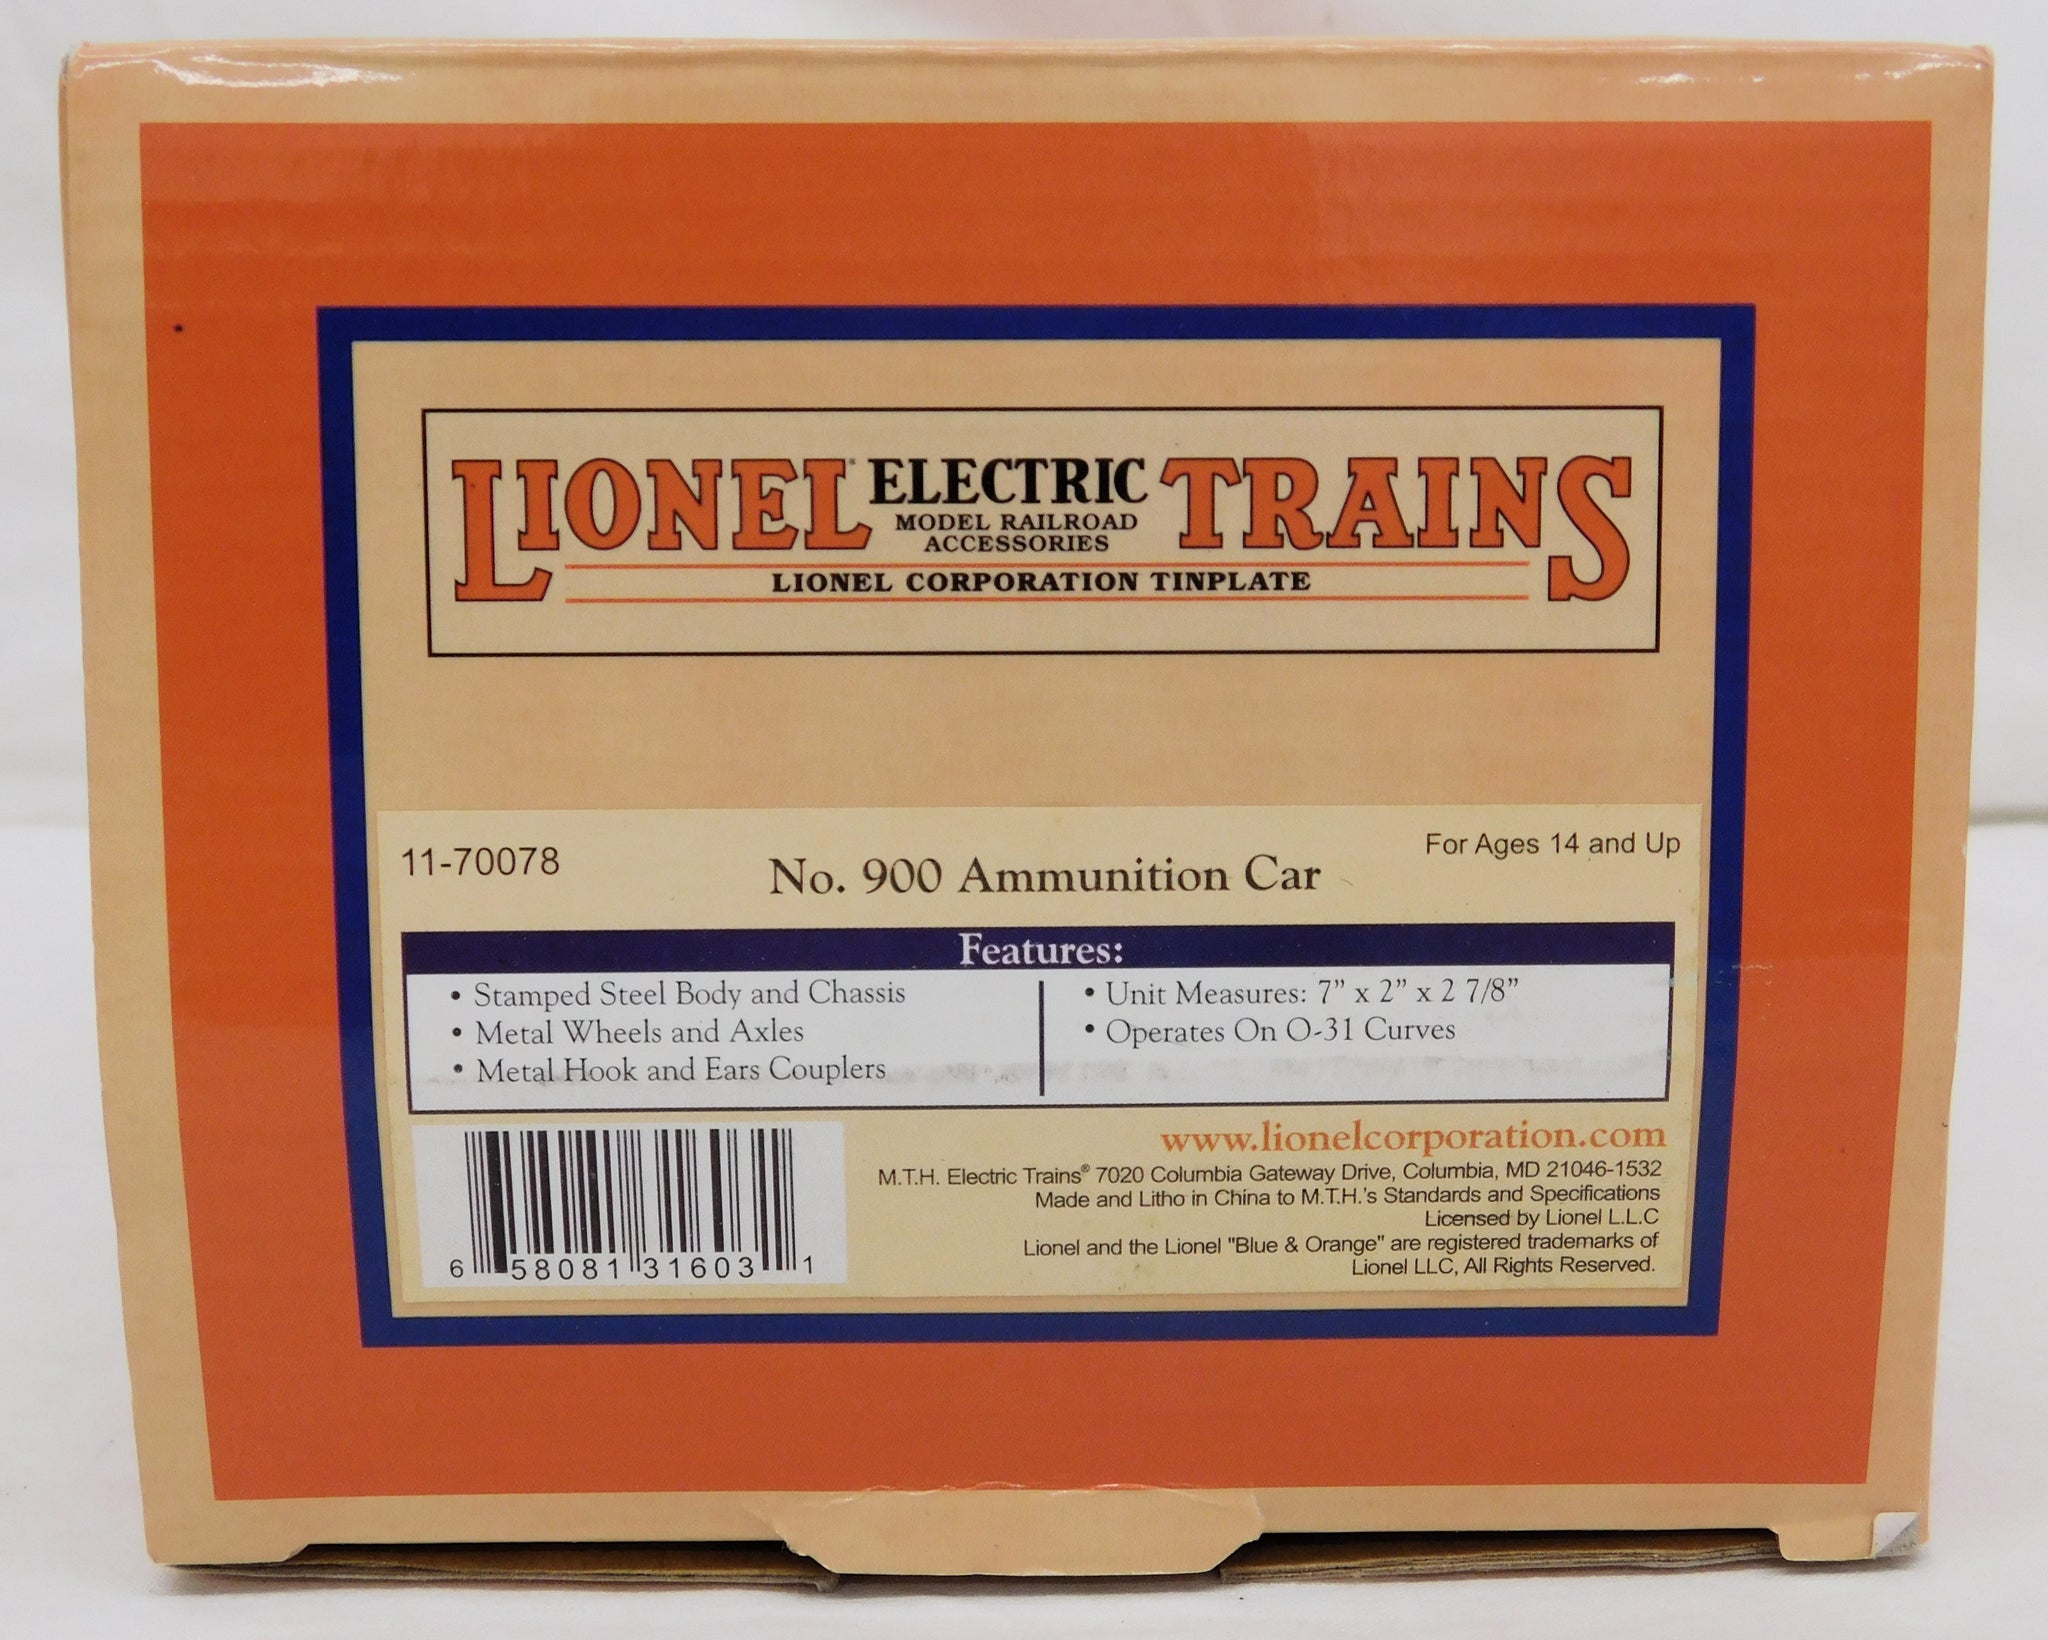 LIONEL ELECTRIC TRAINS
MODEL RAILROAD
ACCESSORIES
LIONEL CORPORATION TINPLATE
11-70078
No. 900 Ammunition Car
For Ages 14 and Up
Features:
• Stamped Steel Body and Chassis
• Metal Wheels and Axles
• Metal Hook and Ears Couplers
• Unit Measures: 7” x 2” x 2 7/8”
• Operates On O-31 Curves
www.lionelcorporation.com
M.T.H. Electric Trains® 7020 Columbia Gateway Drive, Columbia, MD 21046-1532
Made and Litho in China to M.T.H.'s Standards and Specifications
Licensed by Lionel L.L.C
Lionel and the Lionel "Blue & Orange" are registered trademarks of
Lionel LLC, All Rights Reserved.
6 58081 31603 1